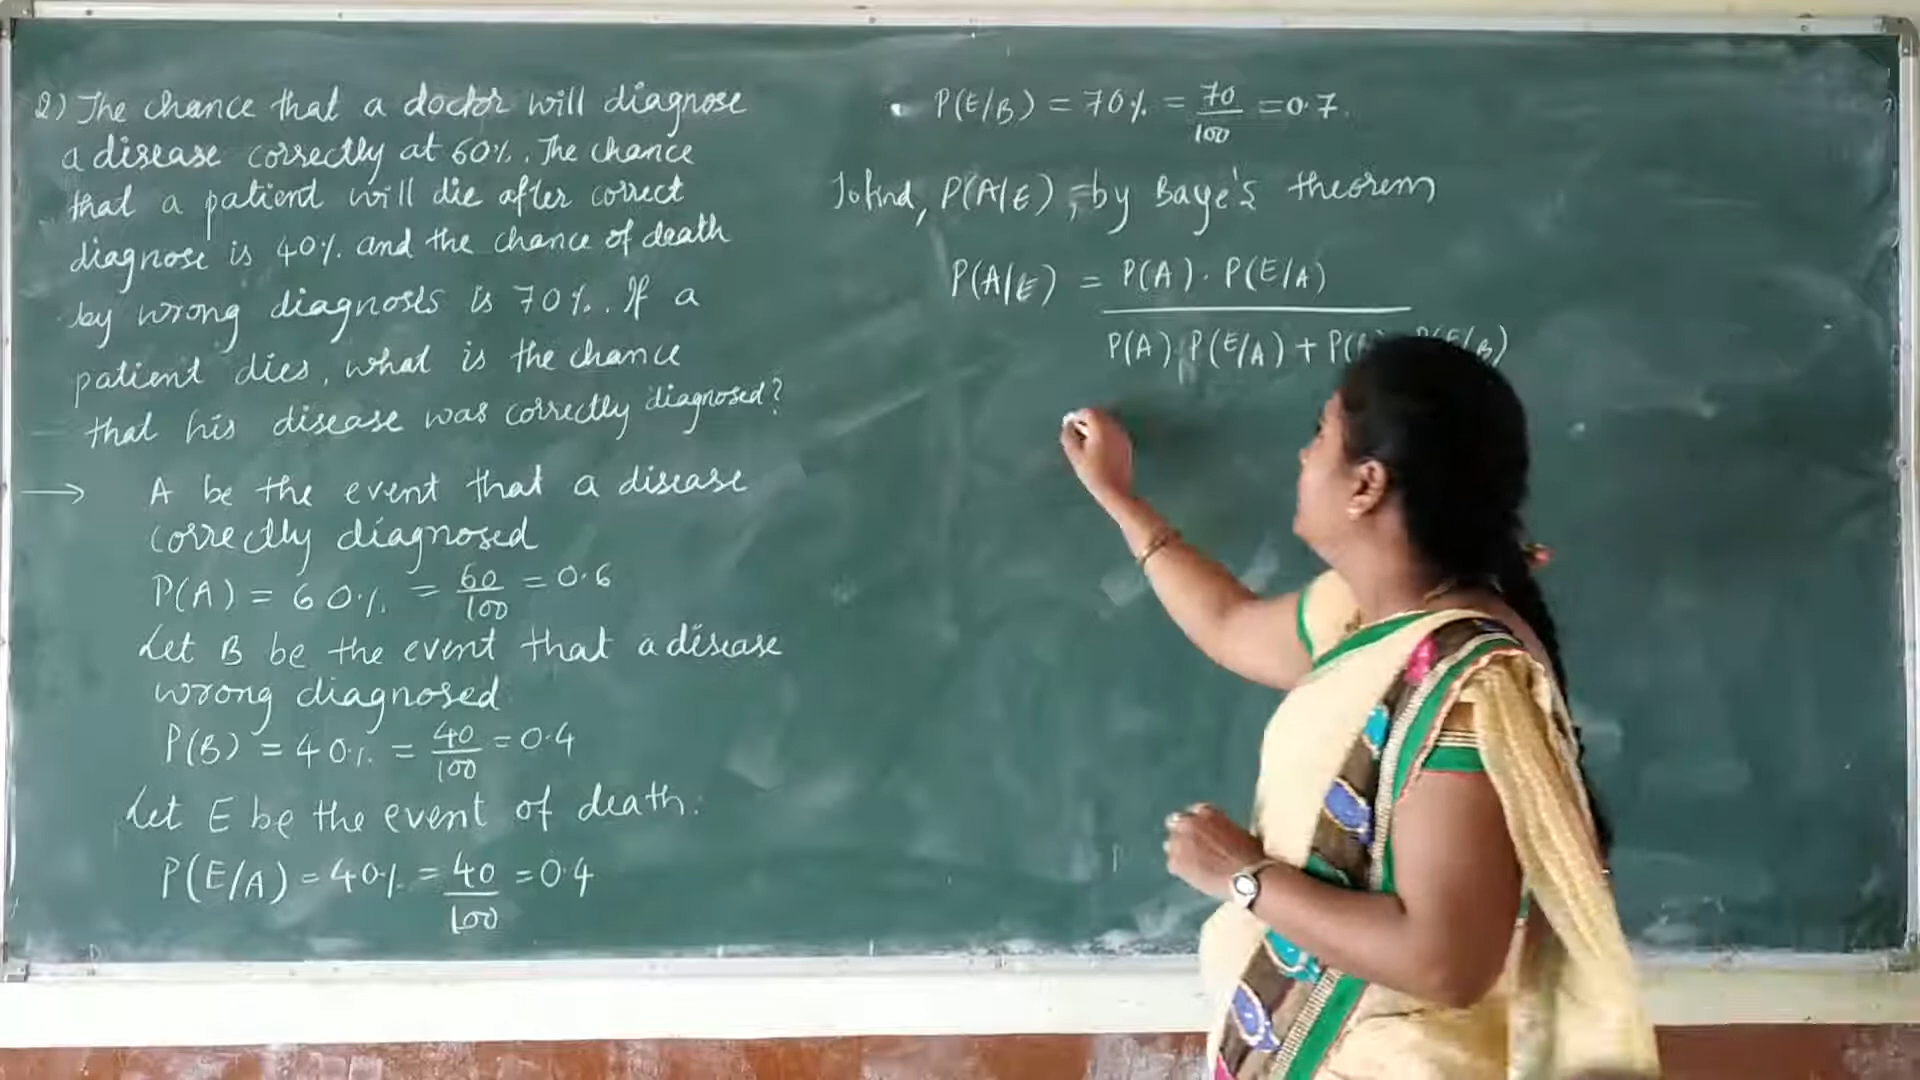 2) The chance that a doctor will diagnose
a disease correctly at 60%. The chance
that a patient will die after correct
diagnose is 40% and the chance of death
by wrong diagnosis is 70%. If a
patient dies, what is the chance
that his disease was correctly diagnosed?
→ A be the event that a disease
correctly diagnosed
P(A) = 60% = 60/100 = 0.6
Let B be the event that a disease
wrong diagnosed
P(B) = 40% = 40/100 = 0.4
Let E be the event of death.
P(E/A) = 40% = 40/100 = 0.4
P(E/B) = 70% = 70/100 = 0.7
To find, P(A/E), by Baye's theorem
P(A/E) = P(A). P(E/A)
P(A). P(E/A) + P( P(E/B)